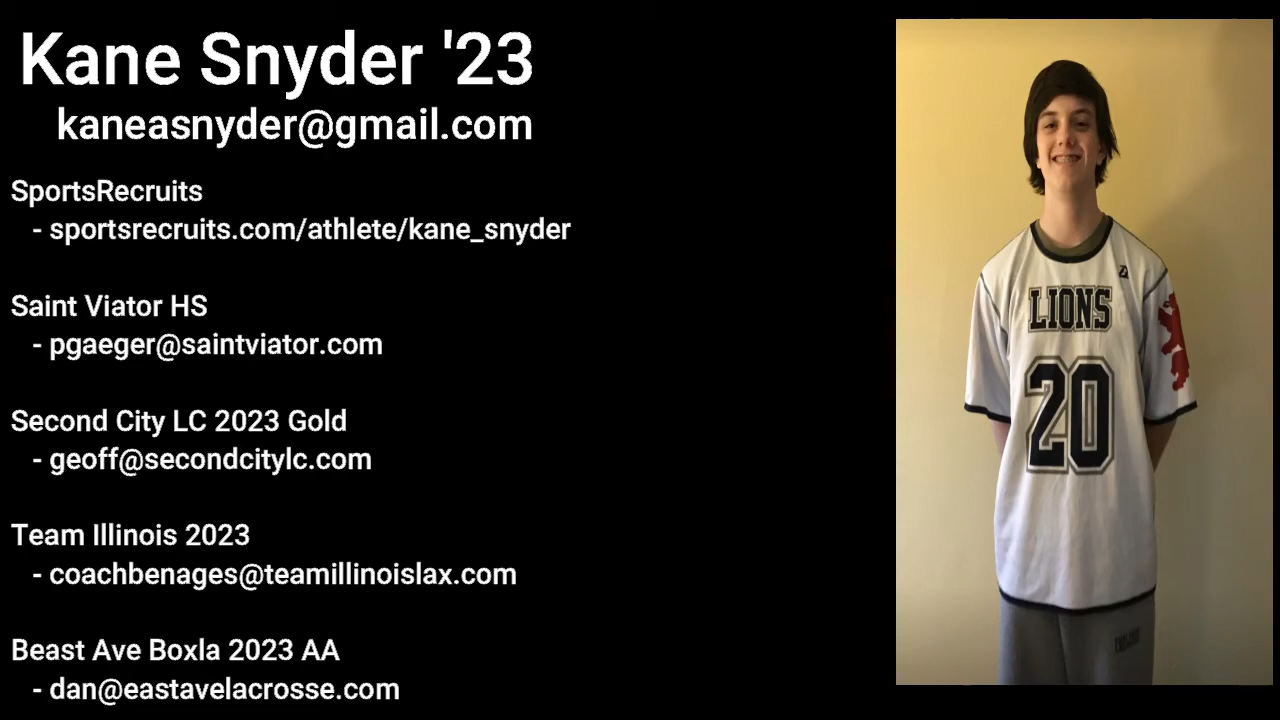 Kane Snyder '23
kaneasnyder@gmail.com
SportsRecruits
- sportsrecruits.com/athlete/kane_snyder
Saint Viator HS
- pgaeger@saintviator.com
Second City LC 2023 Gold
- geoff@secondcitylc.com
Team Illinois 2023
- coachbenages@teamillinoislax.com
Beast Ave Boxla 2023 AA
- dan@eastavelacrosse.com
LIONS
20
ENGLAND